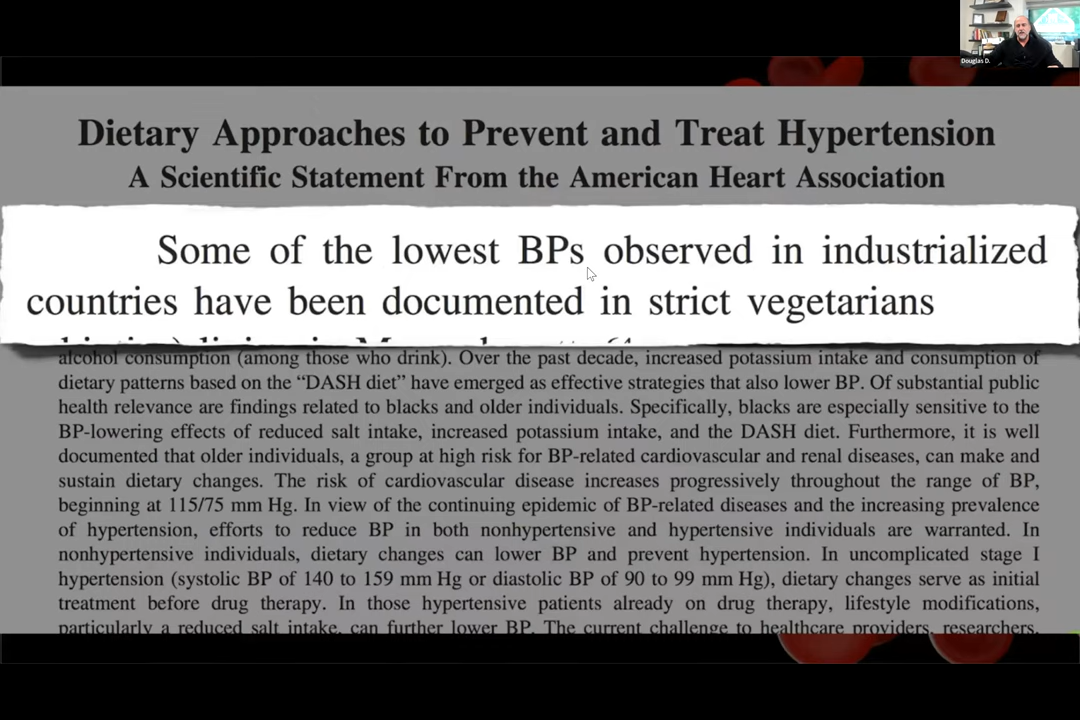 Douglas D.
Dietary Approaches to Prevent and Treat Hypertension
A Scientific Statement From the American Heart Association
Some of the lowest BPs observed in industrialized
countries have been documented in strict vegetarians
alcohol consumption (among those who drink). Over the past decade, increased potassium intake and consumption of
dietary patterns based on the “DASH diet” have emerged as effective strategies that also lower BP. Of substantial public
health relevance are findings related to blacks and older individuals. Specifically, blacks are especially sensitive to the
BP-lowering effects of reduced salt intake, increased potassium intake, and the DASH diet. Furthermore, it is well
documented that older individuals, a group at high risk for BP-related cardiovascular and renal diseases, can make and
sustain dietary changes. The risk of cardiovascular disease increases progressively throughout the range of BP,
beginning at 115/75 mm Hg. In view of the continuing epidemic of BP-related diseases and the increasing prevalence
of hypertension, efforts to reduce BP in both nonhypertensive and hypertensive individuals are warranted. In
nonhypertensive individuals, dietary changes can lower BP and prevent hypertension. In uncomplicated stage I
hypertension (systolic BP of 140 to 159 mm Hg or diastolic BP of 90 to 99 mm Hg), dietary changes serve as initial
treatment before drug therapy. In those hypertensive patients already on drug therapy, lifestyle modifications,
particularly a reduced salt intake, can further lower BP. The current challenge to healthcare providers, researchers,